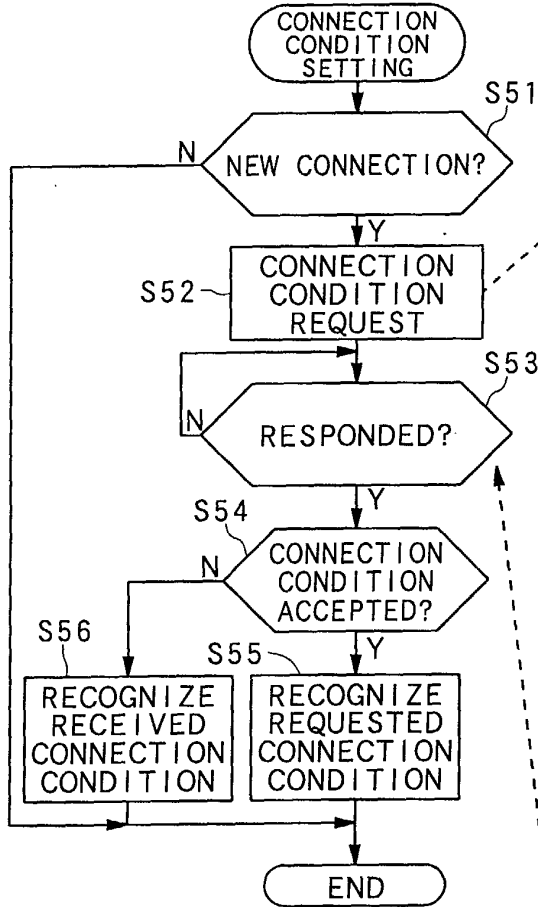 CONNECTION
CONDITION
SETTING
S51
N
NEW CONNECTION?
Y
S52
CONNECTION
CONDITION
REQUEST
S53
N
RESPONDED?
Y
S54
N
CONNECTION
CONDITION
ACCEPTED?
Y
S56
RECOGNIZE
RECEIVED
CONNECTION
CONDITION
S55
RECOGNIZE
REQUESTED
CONNECTION
CONDITION
END